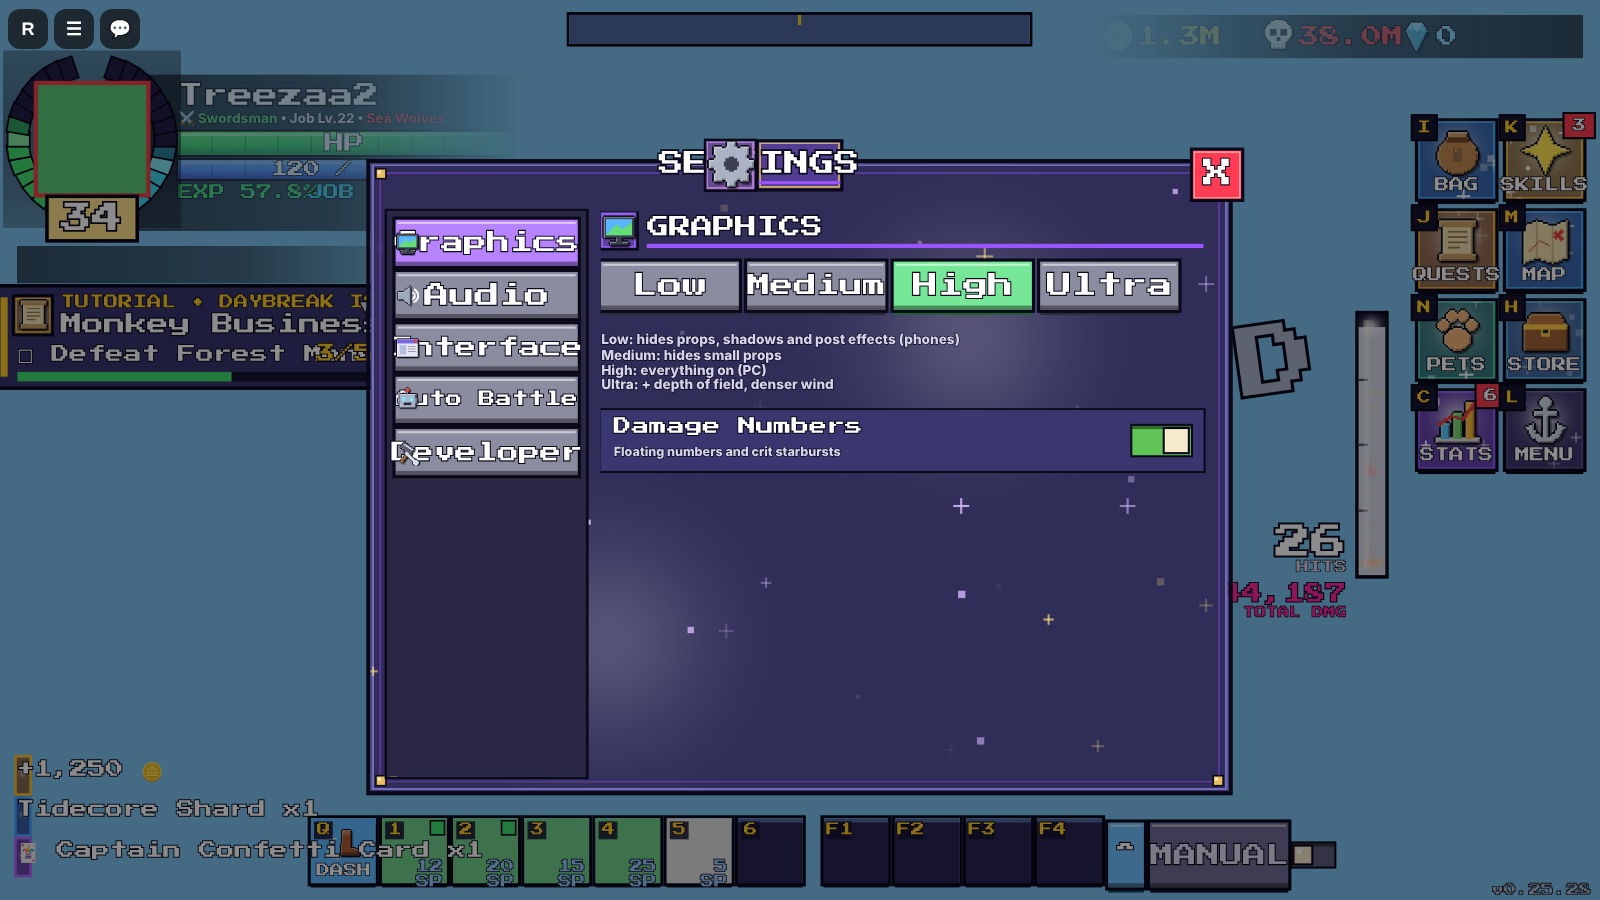 R
1.3M
38.0M
0
Treezaa2
Swordsman • Job Lv.22 • Sea Wolves
HP
120 /
EXP 57.8%
JOB
34
TUTORIAL • DAYBREAK
Monkey
Defeat Forest
3/5
SE
INGS
X
Graphics
Audio
Interface
Auto Battle
Developer
GRAPHICS
Low
Medium
High
Ultra
Low: hides props, shadows and post effects (phones)
Medium: hides small props
High: everything on (PC)
Ultra: + depth of field, denser wind
Damage Numbers
Floating numbers and crit starbursts
I
BAG
K
3
SKILLS
J
QUESTS
M
MAP
N
PETS
H
STORE
C
6
STATS
L
MENU
D
26
HITS
TOTAL DMG
+1,250
Tidecore Shard x1
Captain Confetti Card x1
Q
DASH
1
12
SP
2
20
SP
3
15
SP
4
25
SP
5
5
SP
6
F1
F2
F3
F4
MANUAL
v0.25.28